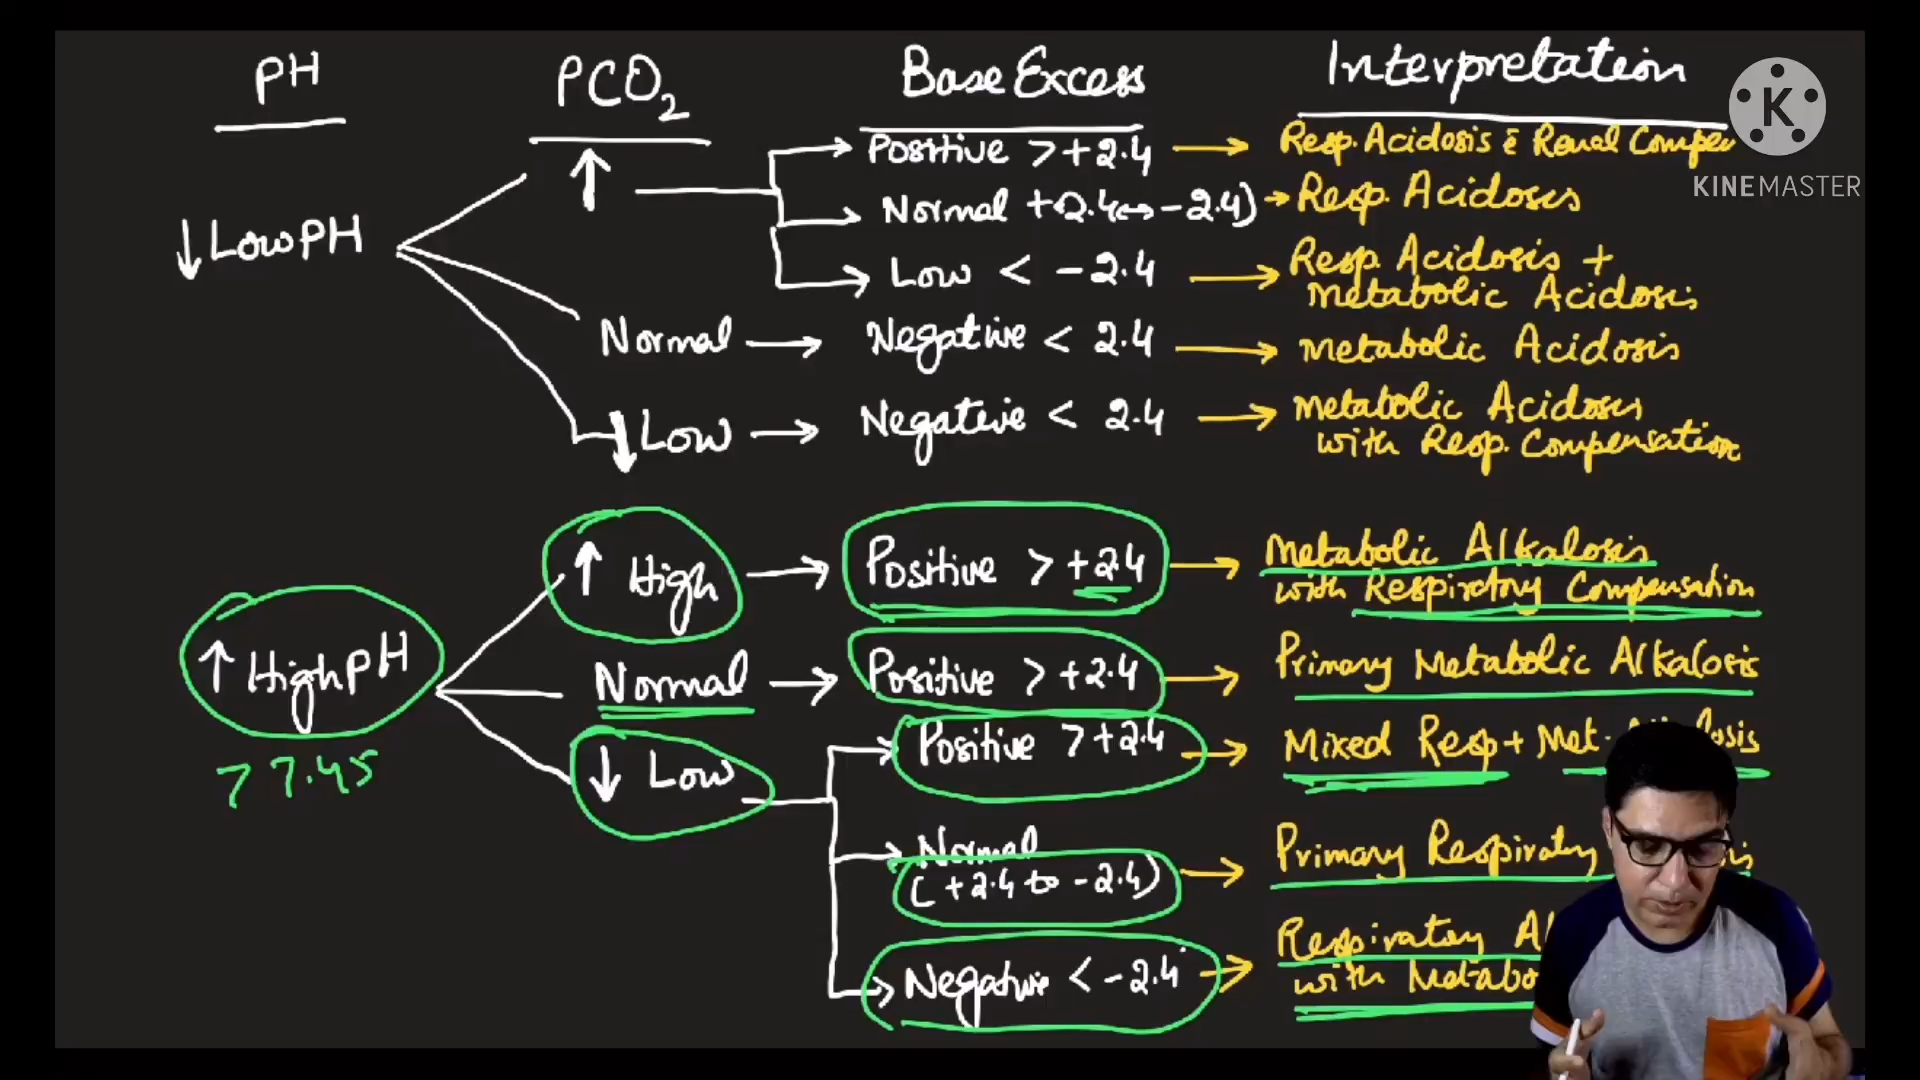 PH PCO2 Base Excess Interpretation
↓ Low PH
↑
Positive > +2.4 → Resp. Acidosis c̄ Renal Compe
Normal +2.4 ↔ -2.4) → Resp. Acidosis
Low < -2.4 → Resp. Acidosis +
Metabolic Acidosis
Normal → Negative < 2.4 → Metabolic Acidosis
↓ Low → Negative < 2.4 → Metabolic Acidosis
with Resp. Compensation
↑ High PH
> 7.45
↑ High → Positive > +2.4 → Metabolic Alkalosis
with Respiratory Compensation
Normal → Positive > +2.4 → Primary Metabolic Alkalosis
↓ Low
Positive > +2.4 → Mixed Resp + Met.
Normal
(+2.4 to -2.4) → Primary Respiratory
Negative < -2.4 → Respiratory Al
with Metabo
K
KINEMASTER